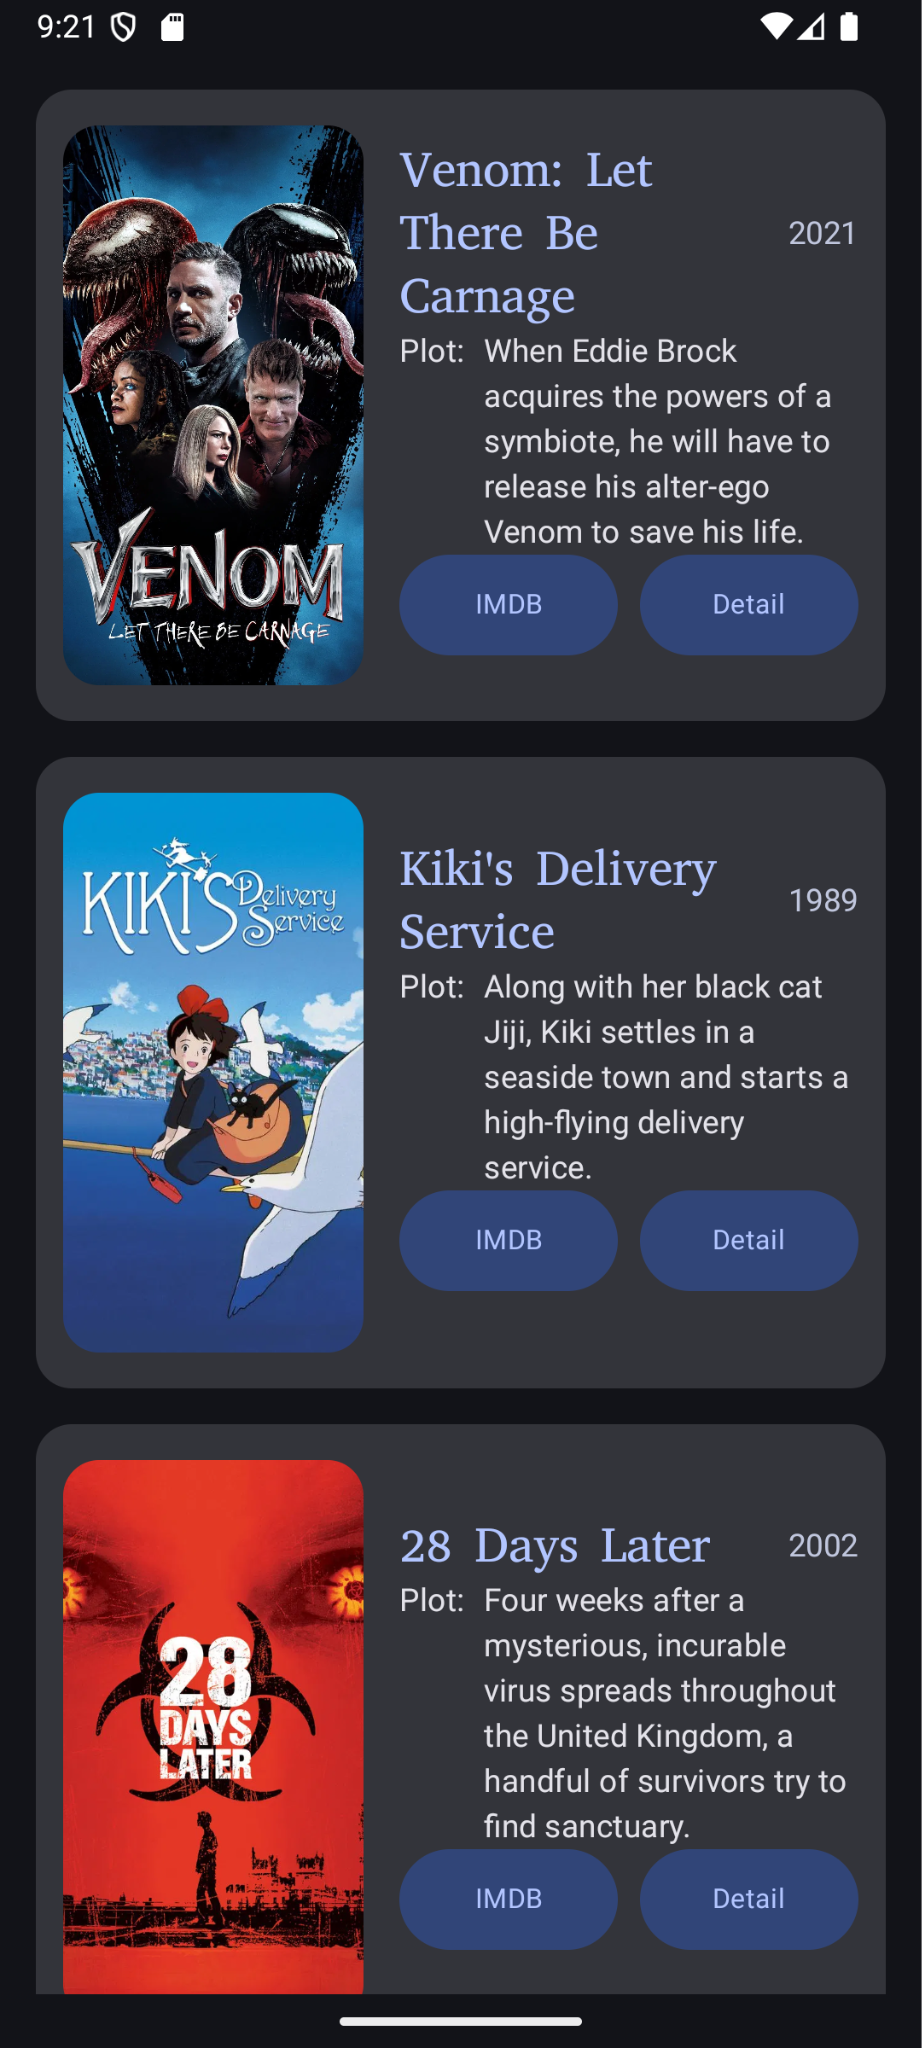 9:21
VENOM
LET THERE BE CARNAGE
Venom: Let
There Be
Carnage
2021
Plot: When Eddie Brock
acquires the powers of a
symbiote, he will have to
release his alter-ego
Venom to save his life.
IMDB Detail
KIKI'S Delivery
Service
Kiki's Delivery
Service
1989
Plot: Along with her black cat
Jiji, Kiki settles in a
seaside town and starts a
high-flying delivery
service.
IMDB Detail
28
DAYS
LATER
28 Days Later 2002
Plot: Four weeks after a
mysterious, incurable
virus spreads throughout
the United Kingdom, a
handful of survivors try to
find sanctuary.
IMDB Detail